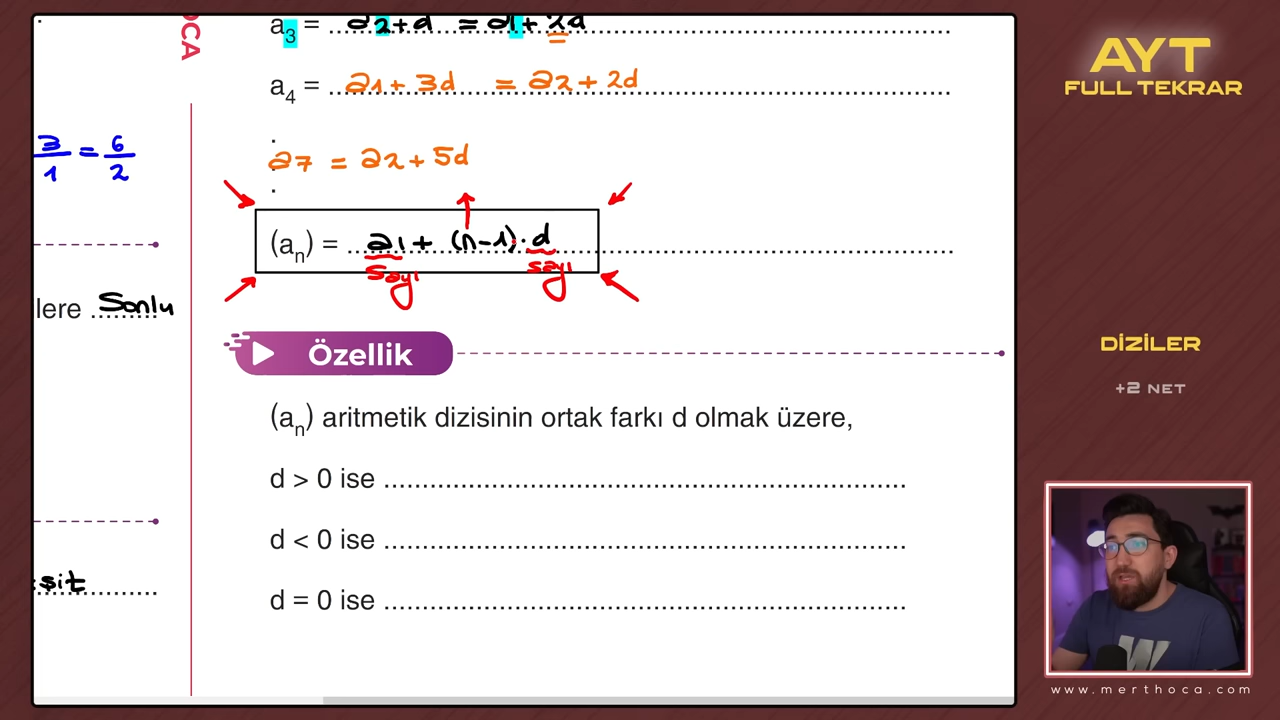 OCA
a3 = a2+d = a1+2d
a4 = a1+3d = a2+2d
3/1 = 6/2
a7 = a2+5d
(an) = a1+(n-1).d
sayı sayı
lere ......... Sonlu
Özellik
(an) aritmetik dizisinin ortak farkı d olmak üzere,
d > 0 ise ....................................................................
d < 0 ise ....................................................................
şit
d = 0 ise ....................................................................
AYT
FULL TEKRAR
DİZİLER
+2 NET
www.merthoca.com